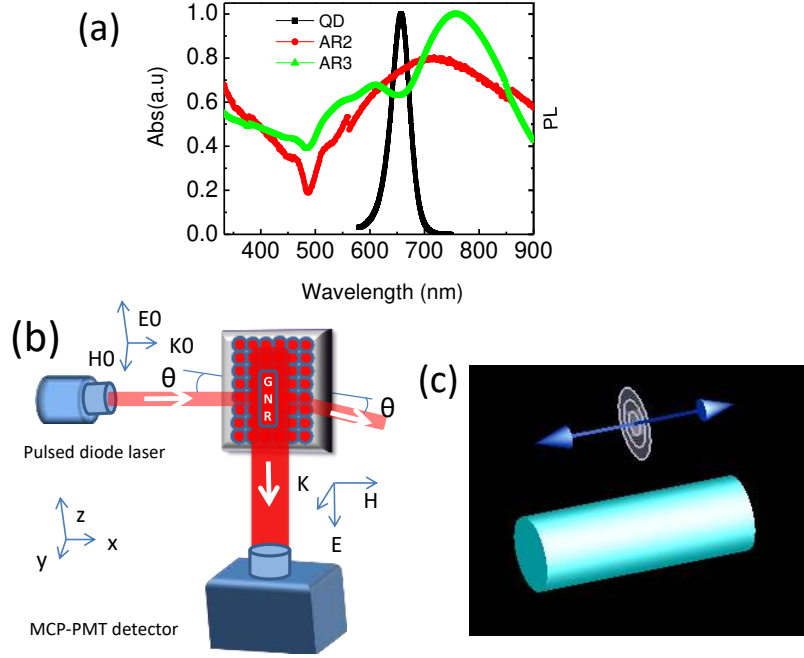 (a)
QD
AR2
AR3
Abs(a.u)
PL
1.0
0.8
0.6
0.4
0.2
0.0
400 500 600 700 800 900
Wavelength (nm)
(b)
E0
K0
H0
θ
G
N
R
θ
Pulsed diode laser
K
H
E
z
y
x
MCP-PMT detector
(c)